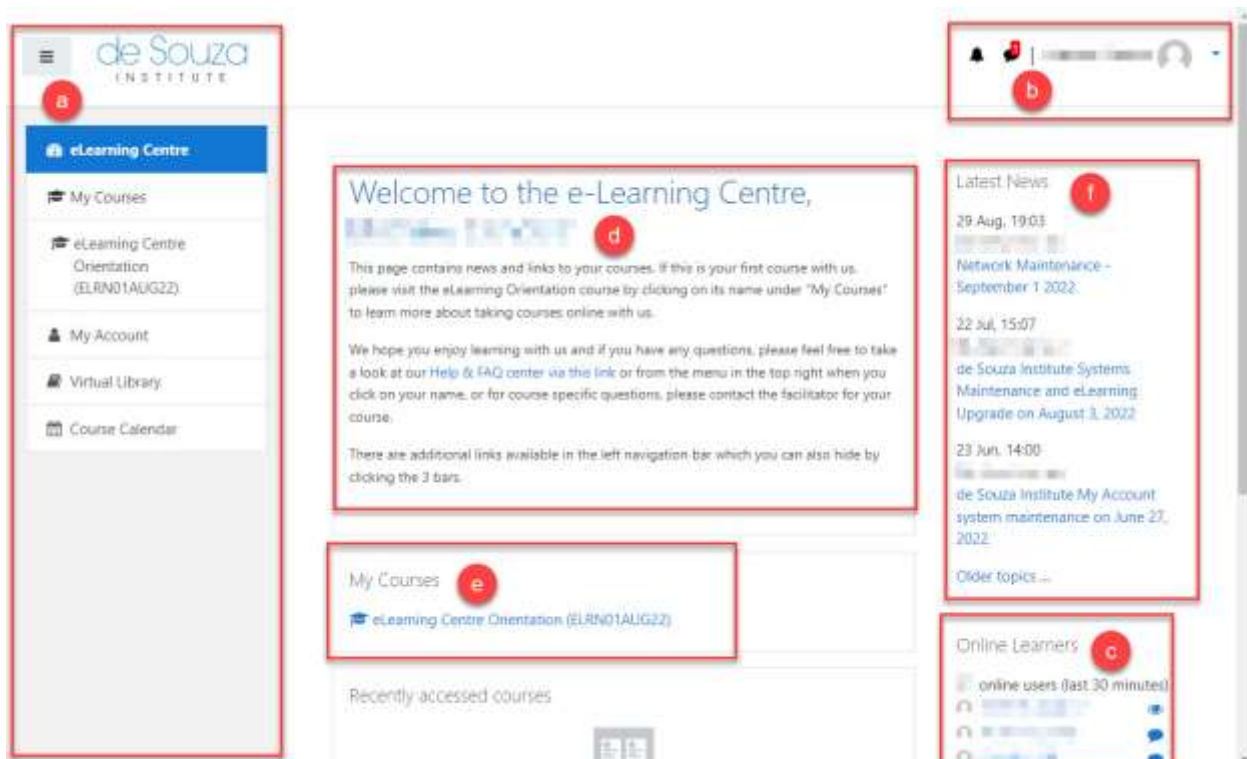 de Souza
INSTITUTE
a
b
eLearning Centre
My Courses
eLearning Centre
Orientation
(ELRN01AUG22)
My Account
Virtual Library
Course Calendar
Welcome to the e-Learning Centre,
d
This page contains news and links to your courses. If this is your first course with us,
please visit the eLearning Orientation course by clicking on its name under "My Courses"
to learn more about taking courses online with us.
We hope you enjoy learning with us and if you have any questions, please feel free to take
a look at our Help & FAQ center via this link or from the menu in the top right when you
click on your name, or for course specific questions, please contact the facilitator for your
course.
There are additional links available in the left navigation bar which you can also hide by
clicking the 3 bars.
My Courses
e
eLearning Centre Orientation (ELRN01AUG22)
Recently accessed courses
Latest News
f
29 Aug, 19:03
Network Maintenance -
September 1 2022
22 Jul, 15:07
de Souza Institute Systems
Maintenance and eLearning
Upgrade on August 3, 2022
23 Jun, 14:00
de Souza Institute My Account
system maintenance on June 27,
2022
Older topics ...
Online Learners
c
online users (last 30 minutes)